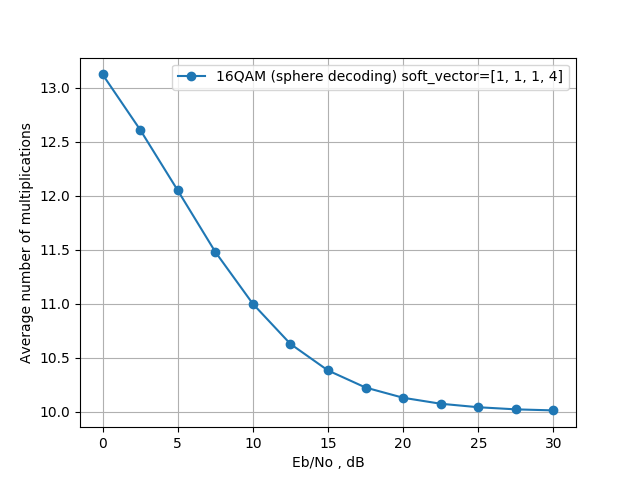 16QAM (sphere decoding) soft_vector=[1, 1, 1, 4]
13.0
12.5
12.0
11.5
11.0
10.5
10.0
Average number of multiplications
0 5 10 15 20 25 30
Eb/No , dB